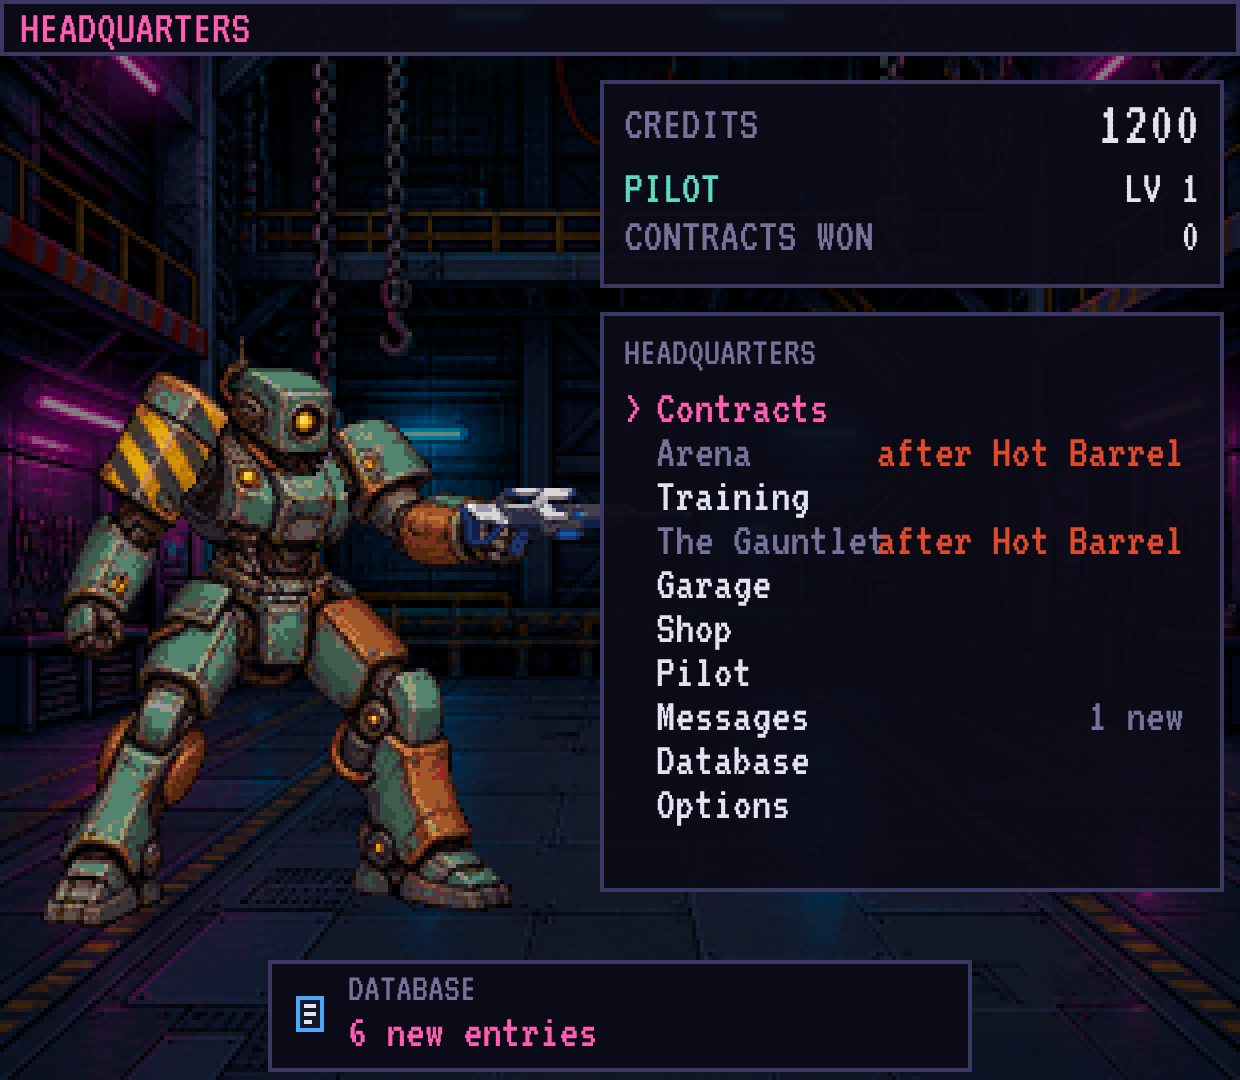 HEADQUARTERS
CREDITS 1200
PILOT LV 1
CONTRACTS WON 0
HEADQUARTERS
> Contracts
Arena after Hot Barrel
Training
The Gauntlet after Hot Barrel
Garage
Shop
Pilot
Messages 1 new
Database
Options
DATABASE
6 new entries